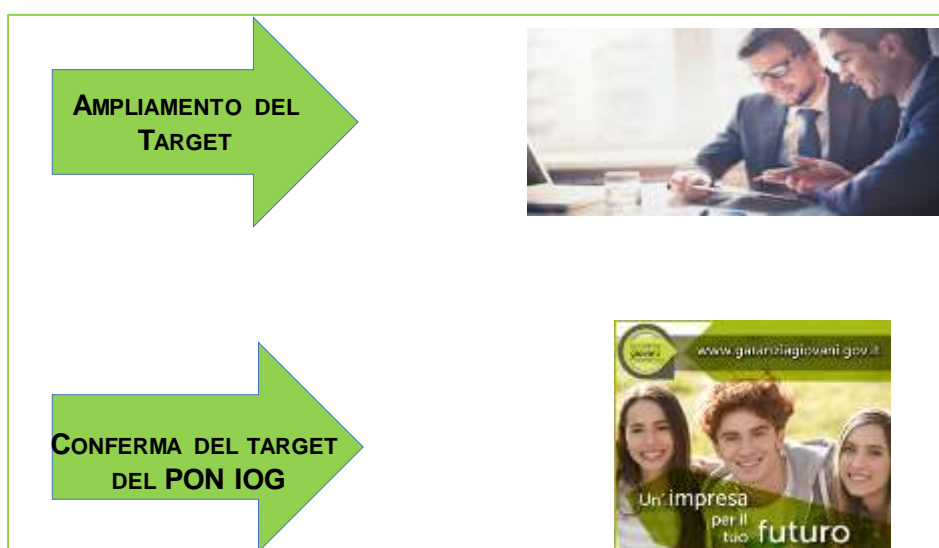 AMPLIAMENTO DEL
TARGET
www.garanziagiovani.gov.it
giovani
CONFERMA DEL TARGET
DEL PON IOG
Un' impresa
per il
tuo futuro